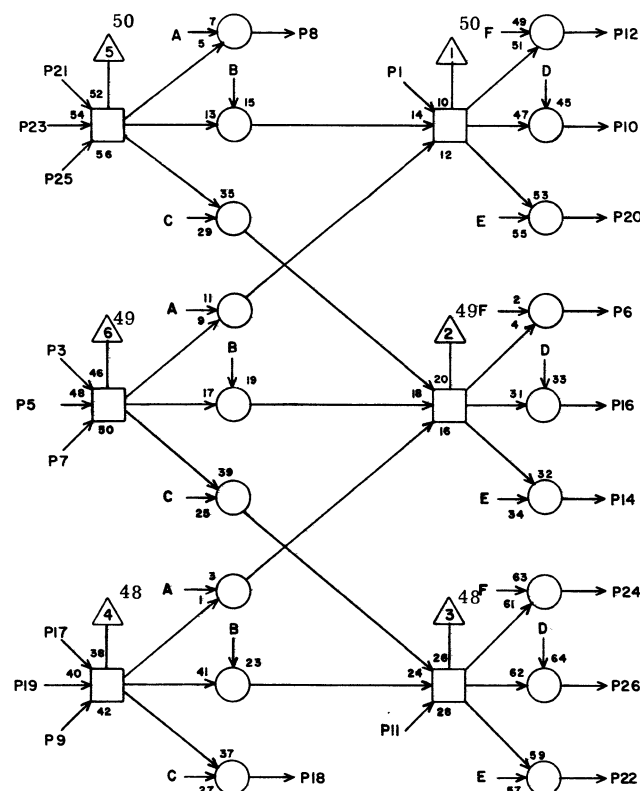 50 50
7 49
A P8 F P12
5 5 1 51
P21 B P1 D
52 10
54 13 15 14 47 45
P23 P10
56 12
P25
35 53
C E P20
29 55
11 2
A 49 49 F P6
9 4
6 2
P3 B D
46 19 20 33
48 17 18 31
P5 P16
50 16
P7
39 32
C E P14
25 34
3 63
A 48 48 F P24
1 61
4 3
P17 B D
38 26
40 41 23 24 62 64
P19 P26
42 28
P9 P11
37 59
C P18 E P22
27 57